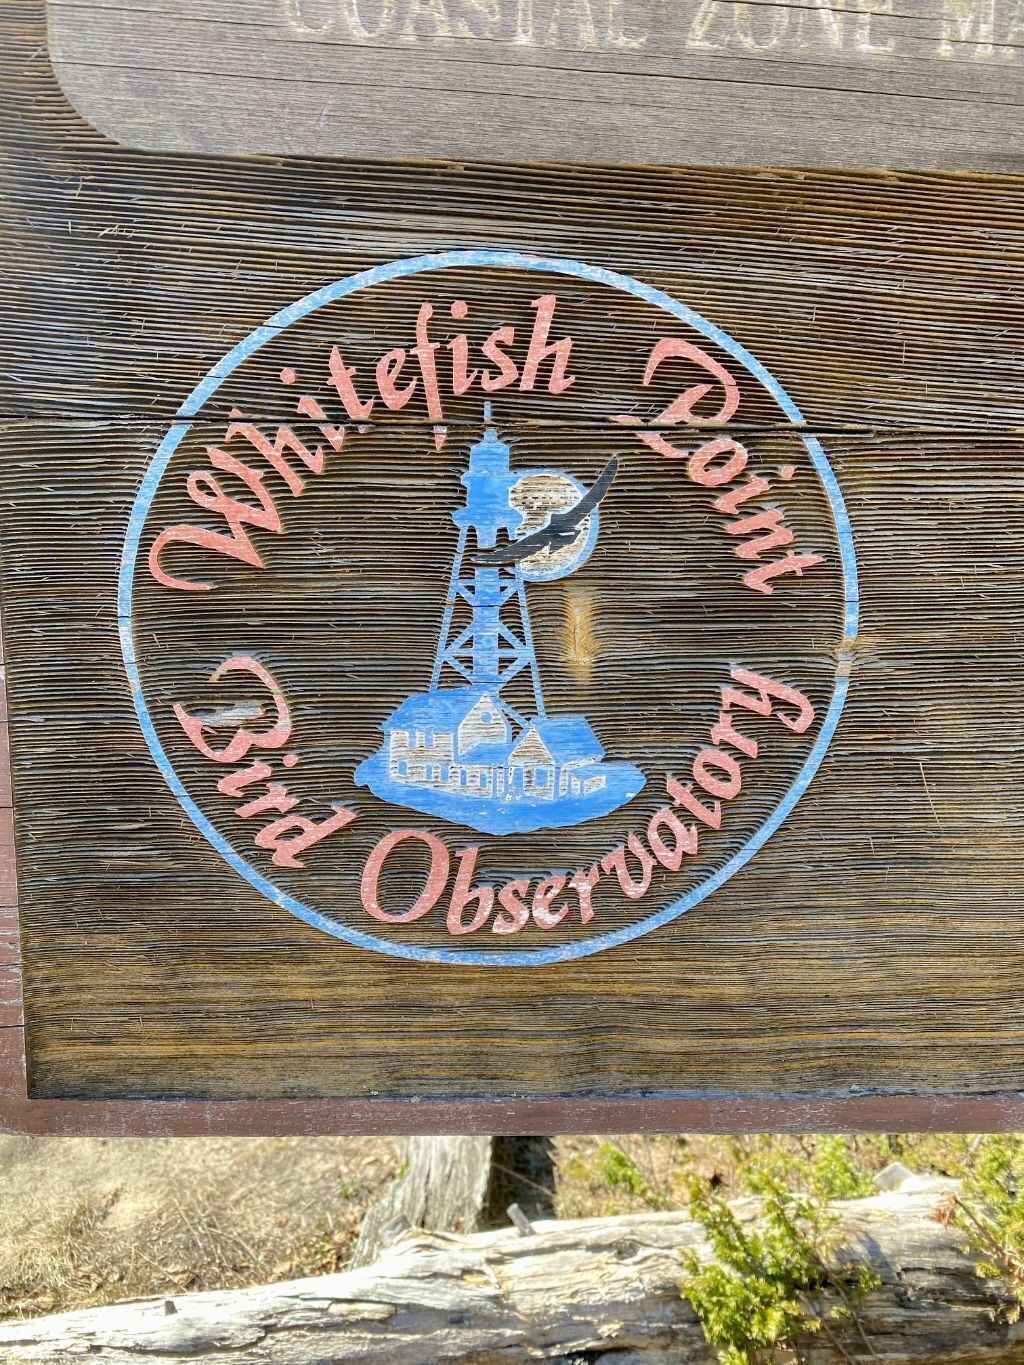 COASTAL ZONE
Whitefish Point
Bird Observatory